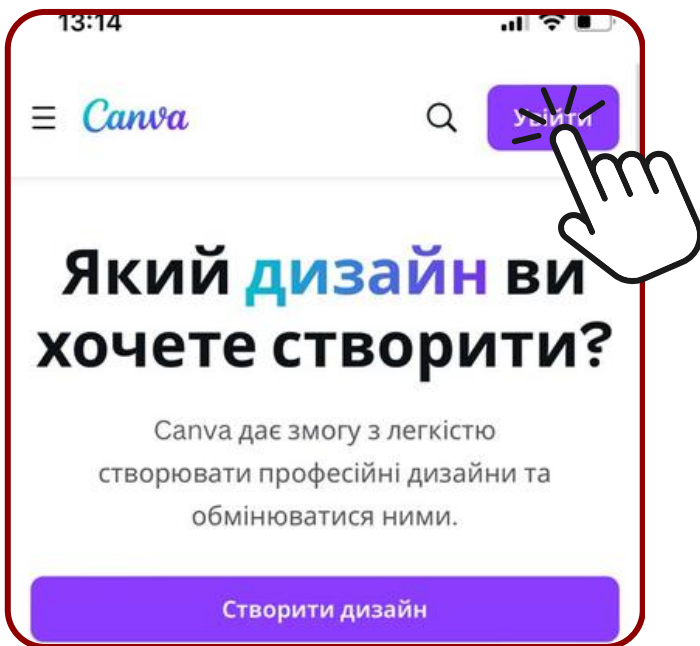 13:14
Canva
Увійти
Який дизайн ви
хочете створити?
Canva дає змогу з легкістю
створювати професійні дизайни та
обмінюватися ними.
Створити дизайн